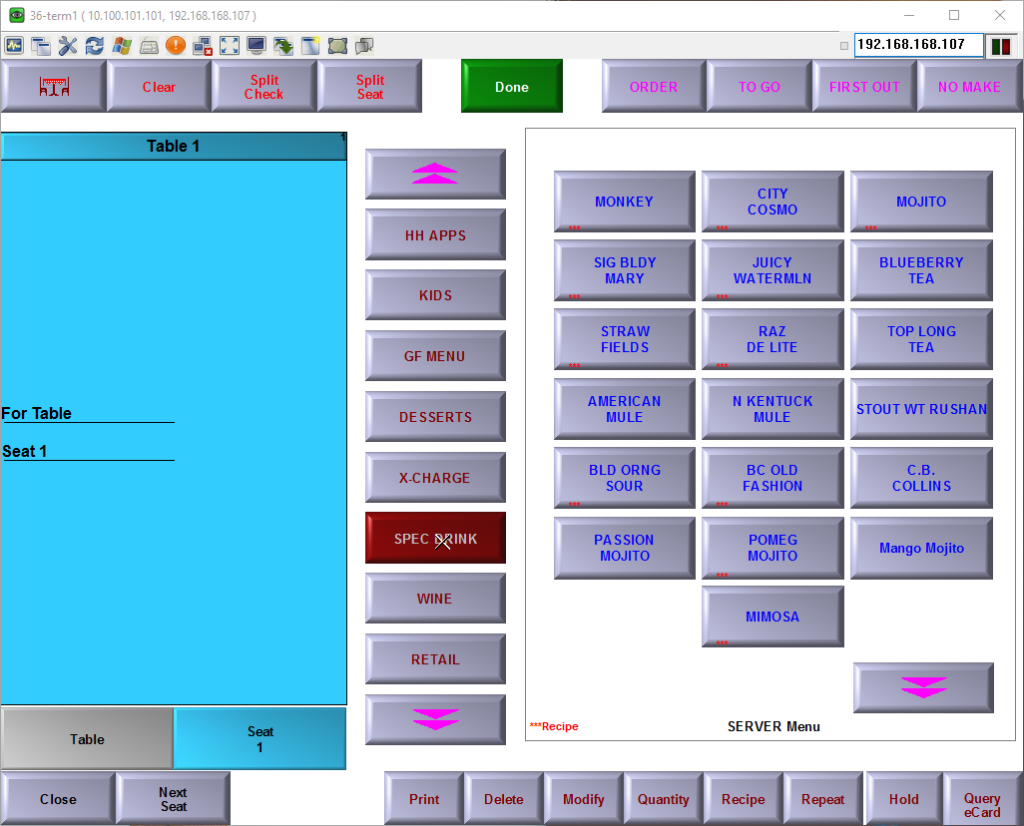 36-term1 ( 10.100.101.101, 192.168.168.107 )
192.168.168.107
Clear
Split
Check
Split
Seat
Done
ORDER
TO GO
FIRST OUT
NO MAKE
Table 1
1
For Table
Seat 1
HH APPS
KIDS
GF MENU
DESSERTS
X-CHARGE
SPEC DRINK
WINE
RETAIL
MONKEY
***
CITY
COSMO
***
MOJITO
***
SIG BLDY
MARY
***
JUICY
WATERMLN
***
BLUEBERRY
TEA
STRAW
FIELDS
***
RAZ
DE LITE
***
TOP LONG
TEA
AMERICAN
MULE
N KENTUCK
MULE
STOUT WT RUSHAN
BLD ORNG
SOUR
***
BC OLD
FASHION
***
C.B.
COLLINS
PASSION
MOJITO
POMEG
MOJITO
***
Mango Mojito
MIMOSA
***
***Recipe
SERVER Menu
Table
Seat
1
Close
Next
Seat
Print
Delete
Modify
Quantity
Recipe
Repeat
Hold
Query
eCard